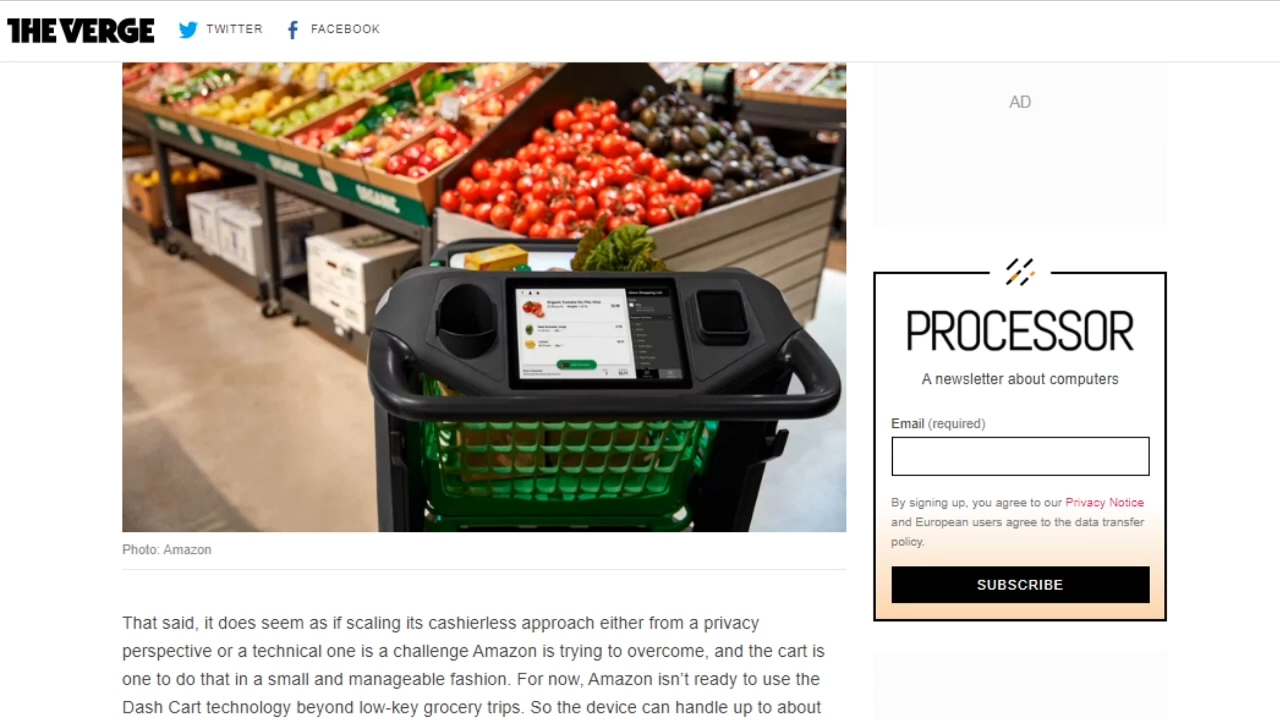 THE VERGE
TWITTER
FACEBOOK
ORGANIC
ORGANIC
AD
PROCESSOR
A newsletter about computers
Email (required)
By signing up, you agree to our Privacy Notice
and European users agree to the data transfer
policy.
SUBSCRIBE
Photo: Amazon
That said, it does seem as if scaling its cashierless approach either from a privacy
perspective or a technical one is a challenge Amazon is trying to overcome, and the cart is
one to do that in a small and manageable fashion. For now, Amazon isn’t ready to use the
Dash Cart technology beyond low-key grocery trips. So the device can handle up to about